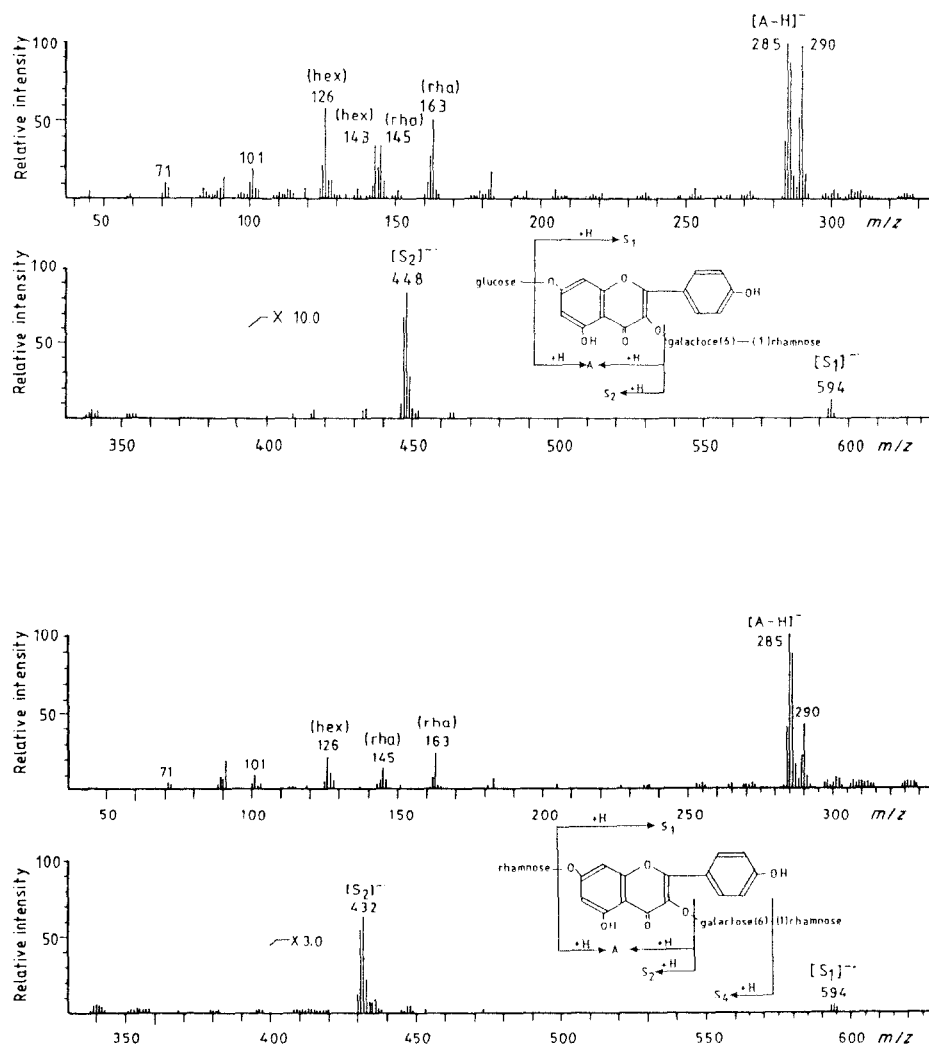 [A-H]⁻
100
285
290
(hex)
126
(rha)
163
(hex)
143
(rha)
145
50
71
101
Relative intensity
50 100 150 200 250 300 m/z
+H S₁
[S₂]⁻·
448
100
X 10.0
glucose O O OH
50
OH O O
galactoce(6)—(1)rhamnose
+H A +H
S₂ +H
[S₁]⁻·
594
Relative intensity
350 400 450 500 550 600 m/z
[A-H]⁻
100
285
290
(hex)
126
(rha)
145
(rha)
163
50
71
101
Relative intensity
50 100 150 200 250 300 m/z
+H S₁
[S₂]⁻·
432
100
X 3.0
rhamnose O O OH
50
OH O O
galactose(6)-(1)rhamnose
+H A +H
S₂ +H
S₄ +H
[S₁]⁻·
594
Relative intensity
350 400 450 500 550 600 m/z